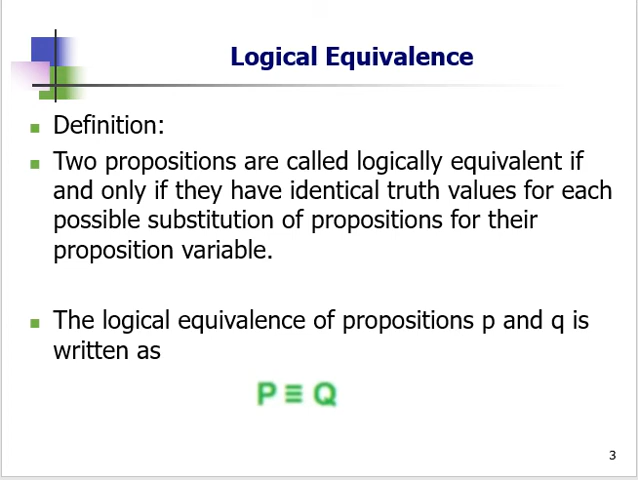 Logical Equivalence
Definition:
Two propositions are called logically equivalent if
and only if they have identical truth values for each
possible substitution of propositions for their
proposition variable.
The logical equivalence of propositions p and q is
written as
P ≡ Q
3